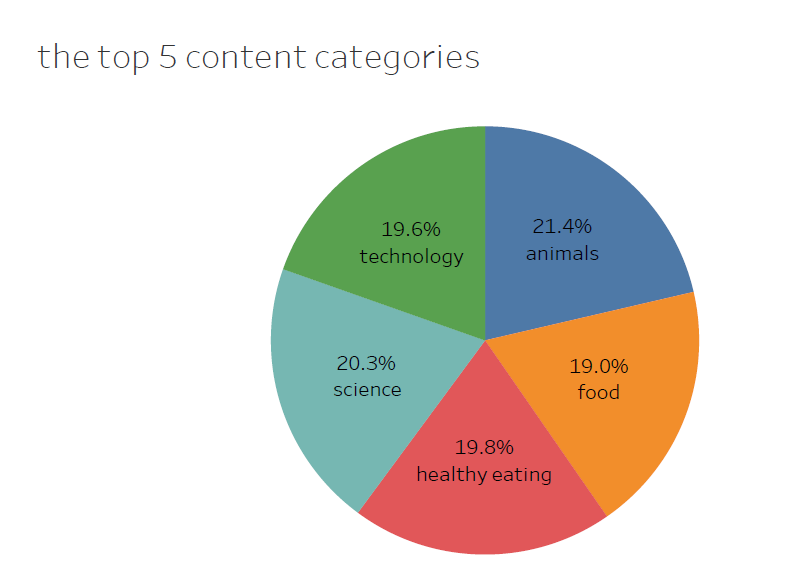 the top 5 content categories
19.6%
technology
21.4%
animals
20.3%
science
19.0%
food
19.8%
healthy eating